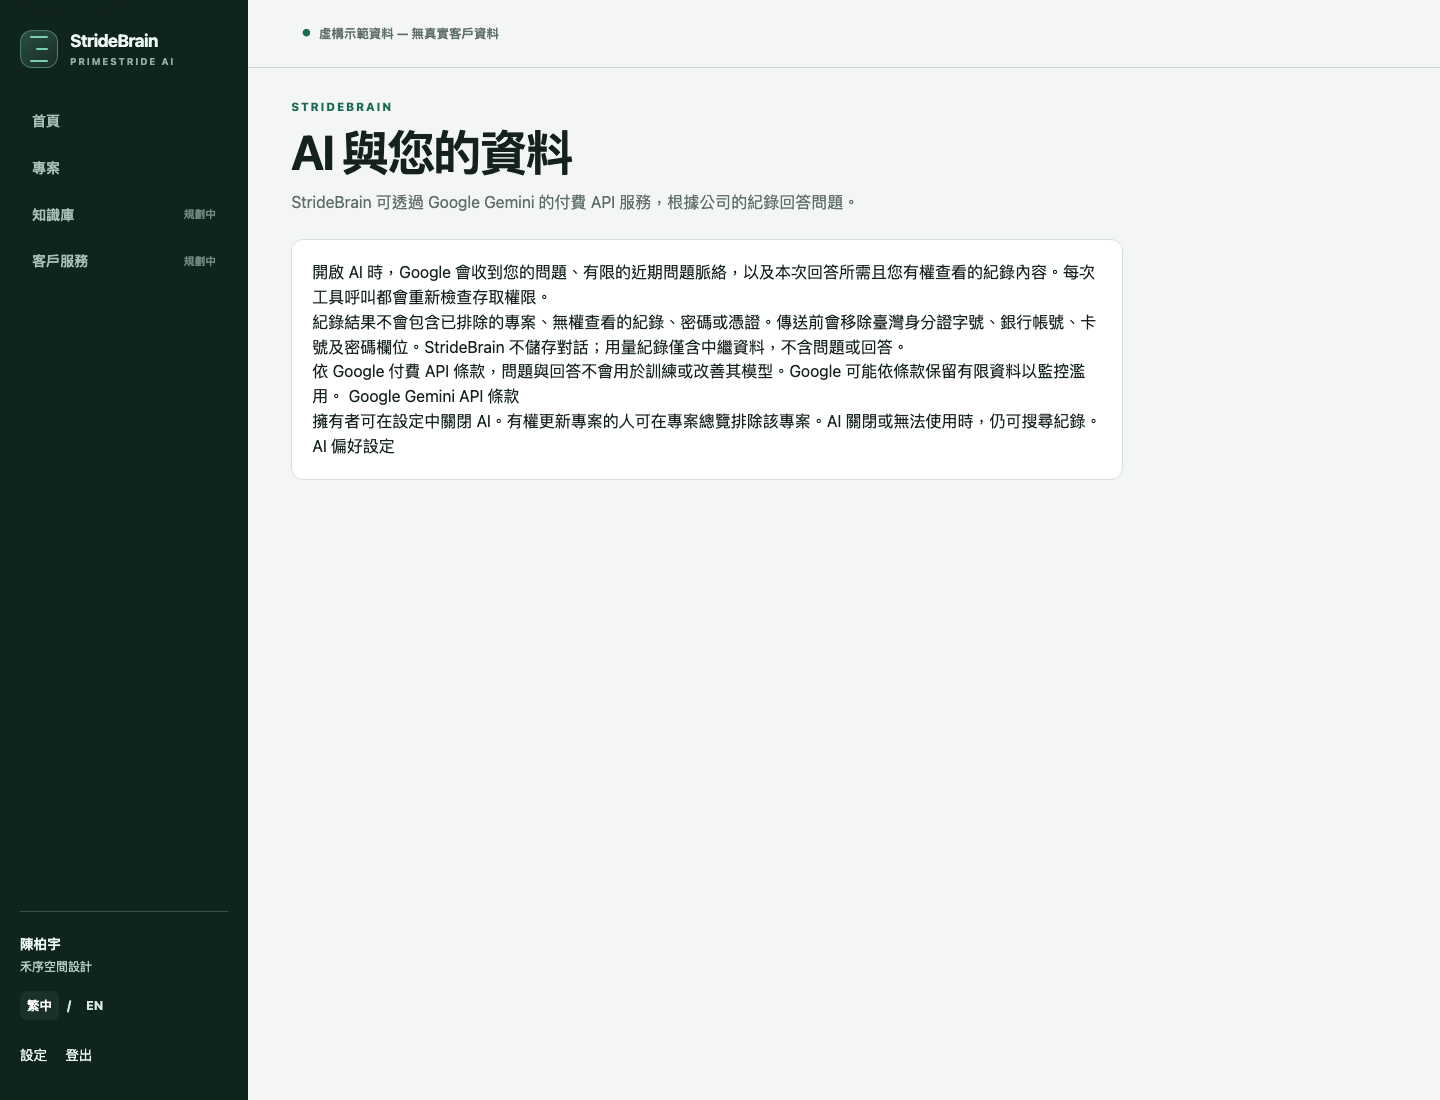 StrideBrain
PRIMESTRIDE AI
首頁
專案
知識庫 規劃中
客戶服務 規劃中
陳柏宇
禾序空間設計
繁中 / EN
設定 登出
虛構示範資料 — 無真實客戶資料
STRIDEBRAIN
AI 與您的資料
StrideBrain 可透過 Google Gemini 的付費 API 服務，根據公司的紀錄回答問題。
開啟 AI 時，Google 會收到您的問題、有限的近期問題脈絡，以及本次回答所需且您有權查看的紀錄內容。每次
工具呼叫都會重新檢查存取權限。
紀錄結果不會包含已排除的專案、無權查看的紀錄、密碼或憑證。傳送前會移除臺灣身分證字號、銀行帳號、卡
號及密碼欄位。StrideBrain 不儲存對話；用量紀錄僅含中繼資料，不含問題或回答。
依 Google 付費 API 條款，問題與回答不會用於訓練或改善其模型。Google 可能依條款保留有限資料以監控濫
用。 Google Gemini API 條款
擁有者可在設定中關閉 AI。有權更新專案的人可在專案總覽排除該專案。AI 關閉或無法使用時，仍可搜尋紀錄。
AI 偏好設定